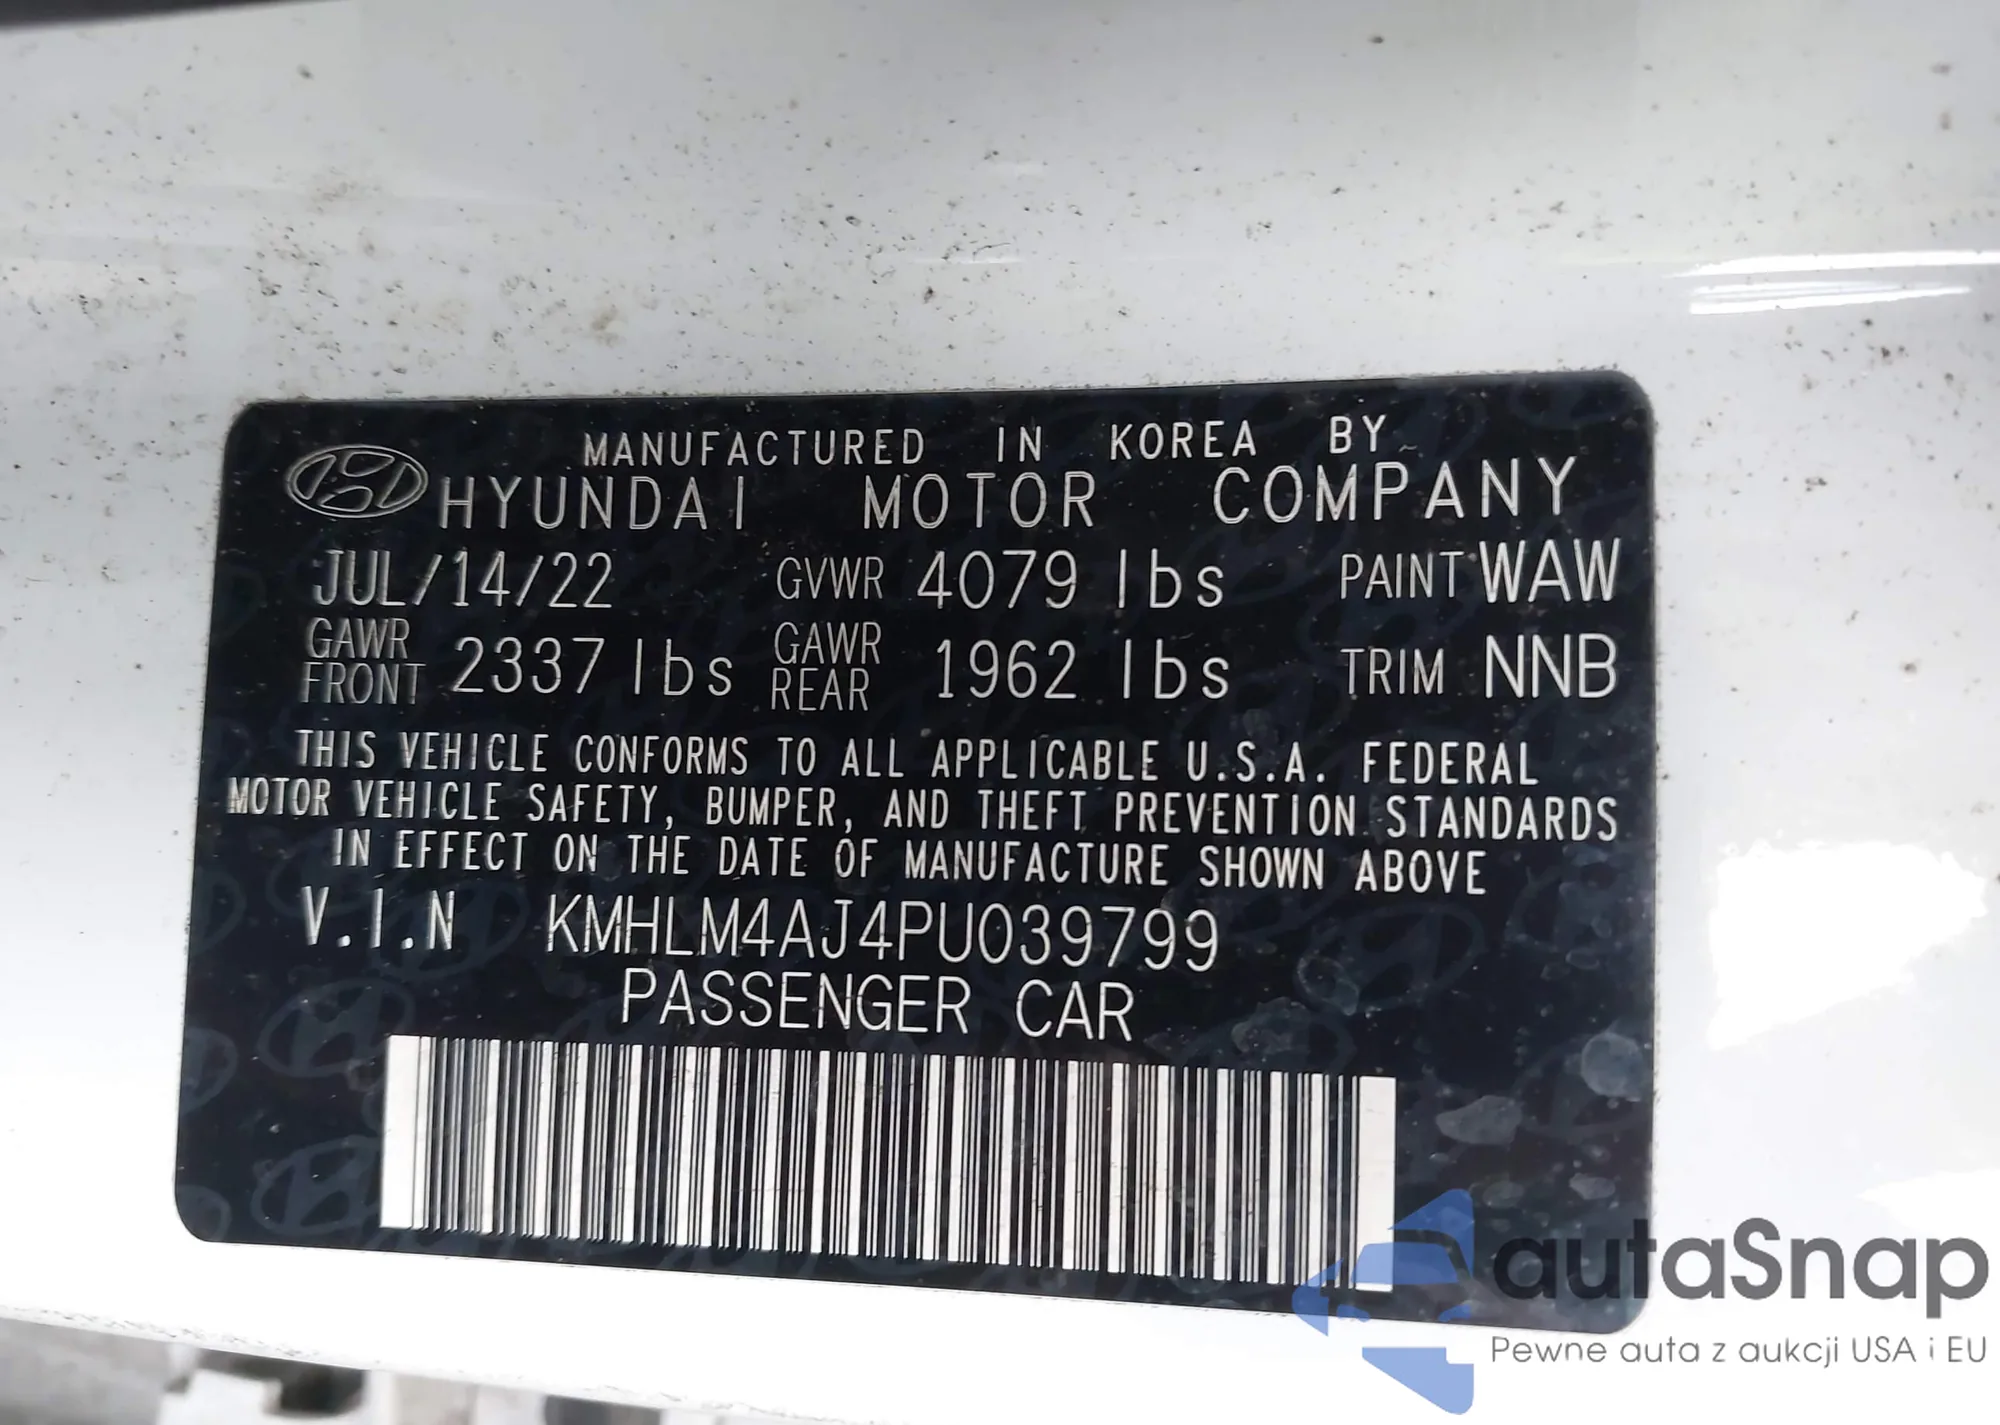 MANUFACTURED IN KOREA BY
HYUNDAI MOTOR COMPANY
JUL/14/22 GVWR 4079 lbs PAINT WAW
GAWR FRONT 2337 lbs GAWR REAR 1962 lbs TRIM NNB
THIS VEHICLE CONFORMS TO ALL APPLICABLE U.S.A. FEDERAL
MOTOR VEHICLE SAFETY, BUMPER, AND THEFT PREVENTION STANDARDS
IN EFFECT ON THE DATE OF MANUFACTURE SHOWN ABOVE
V.I.N KMHLM4AJ4PU039799
PASSENGER CAR
autaSnap
Pewne auta z aukcji USA i EU